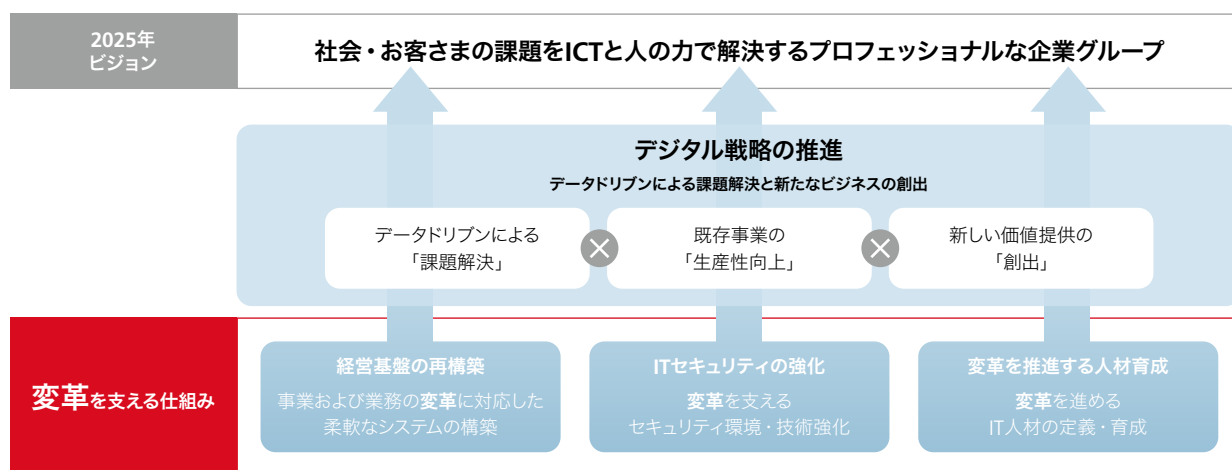 2025年
ビジョン
社会・お客さまの課題をICTと人の力で解決するプロフェッショナルな企業グループ
デジタル戦略の推進
データドリブンによる課題解決と新たなビジネスの創出
データドリブンによる
「課題解決」
既存事業の
「生産性向上」
新しい価値提供の
「創出」
変革を支える仕組み
経営基盤の再構築
事業および業務の変革に対応した
柔軟なシステムの構築
ITセキュリティの強化
変革を支える
セキュリティ環境・技術強化
変革を推進する人材育成
変革を進める
IT人材の定義・育成